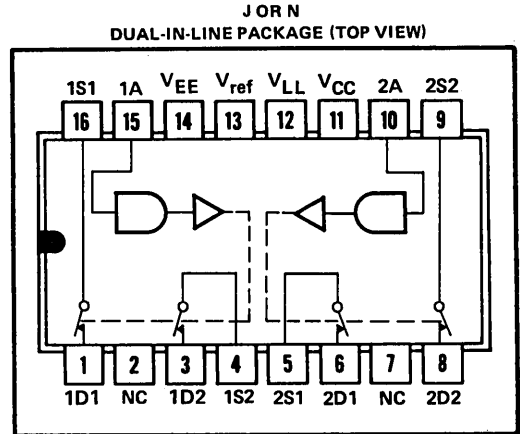 J OR N
DUAL-IN-LINE PACKAGE (TOP VIEW)
1S1 1A VEE Vref VLL VCC 2A 2S2
16 15 14 13 12 11 10 9
1 2 3 4 5 6 7 8
1D1 NC 1D2 1S2 2S1 2D1 NC 2D2